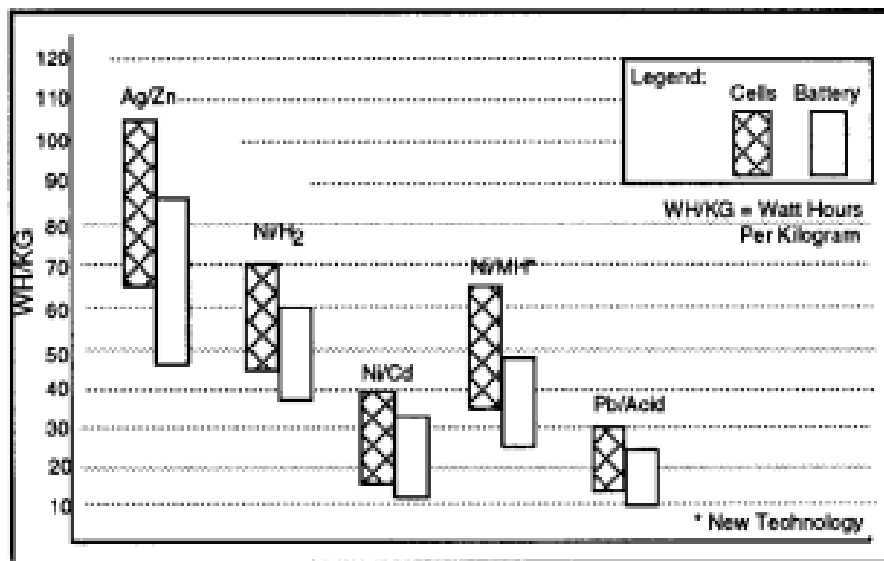 120
110
100
90
80
70
60
50
40
30
20
10
WH/KG
Ag/Zn
Ni/H2
Ni/Cd
Ni/MH*
Pb/Acid
Legend:
Cells Battery
WH/KG = Watt Hours
Per Kilogram
* New Technology